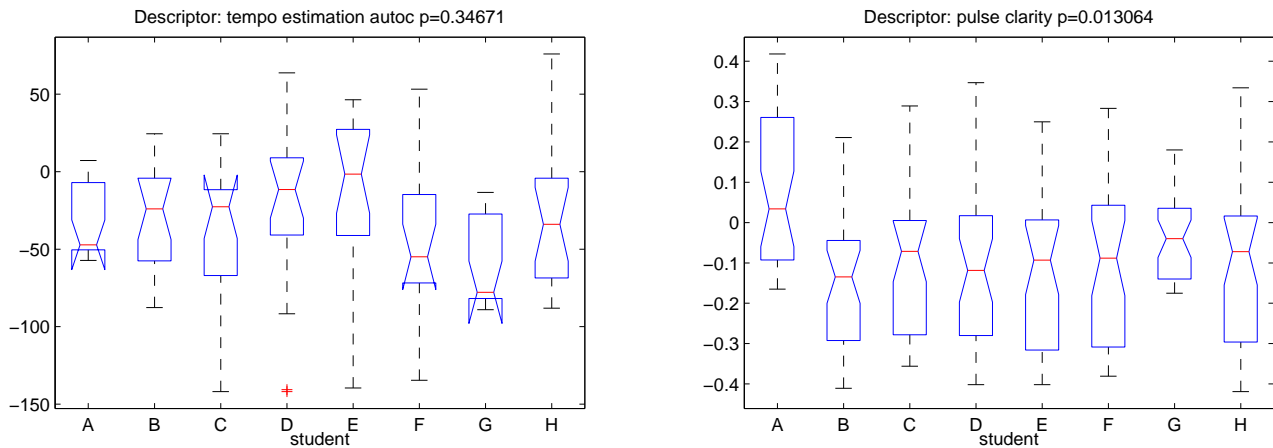 Descriptor: tempo estimation autoc p=0.34671
50
0
−50
−100
−150
A B C D E F G H
student
Descriptor: pulse clarity p=0.013064
0.4
0.3
0.2
0.1
0
−0.1
−0.2
−0.3
−0.4
A B C D E F G H
student